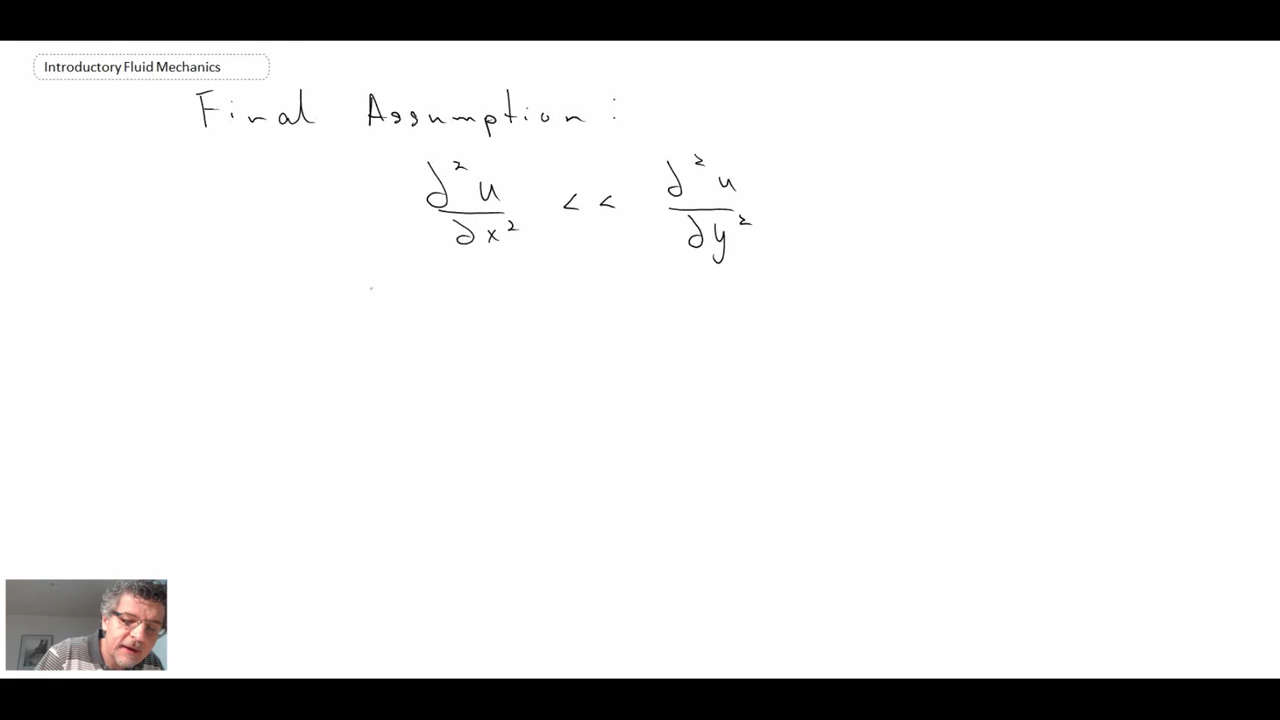 Introductory Fluid Mechanics
Final Assumption:
∂²u/∂x² << ∂²u/∂y²